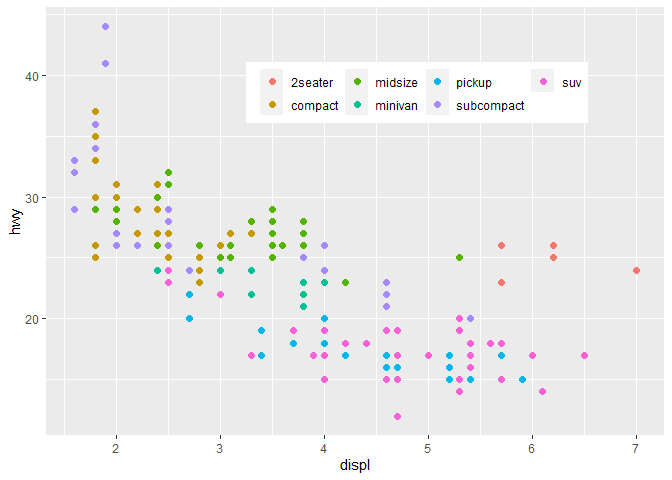 2seater midsize pickup suv
compact minivan subcompact
40
30
20
hwy
2 3 4 5 6 7
displ